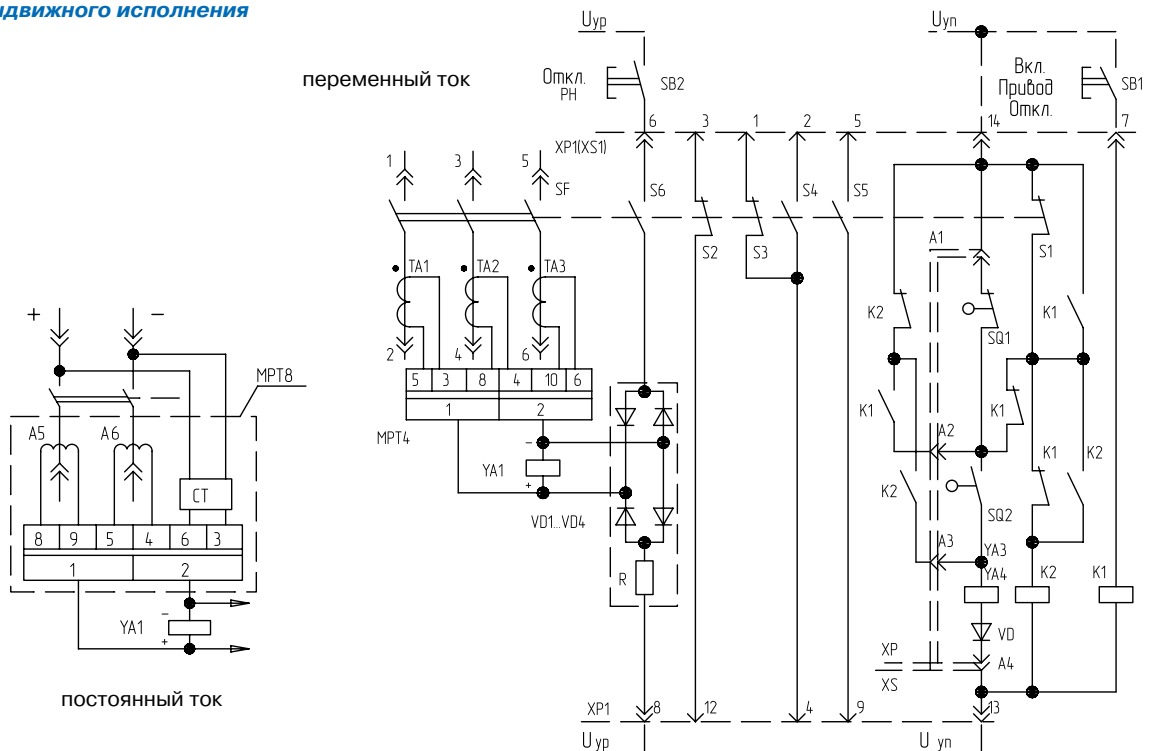 движного исполнения
Uур
Uуп
переменный ток
Откл.
РН
SB2
Вкл.
Привод
Откл.
SB1
6
3
1
2
5
14
7
XP1(XS1)
1
3
5
SF
S6
S2
S3
S4
S5
A1
S1
TA1
TA2
TA3
K2
SQ1
K1
2
4
6
+
−
МРТ8
5
3
8
4
10
6
1
2
МРТ4
K1
K1
A2
K1
K2
−
YA1
+
A5
A6
СТ
VD1...VD4
K2
SQ2
8
9
5
4
6
3
1
2
A3
YA3
YA4
R
K2
K1
−
YA1
+
VD
XP
A4
XS
постоянный ток
XP1
8
12
4
9
13
U ур
U уп